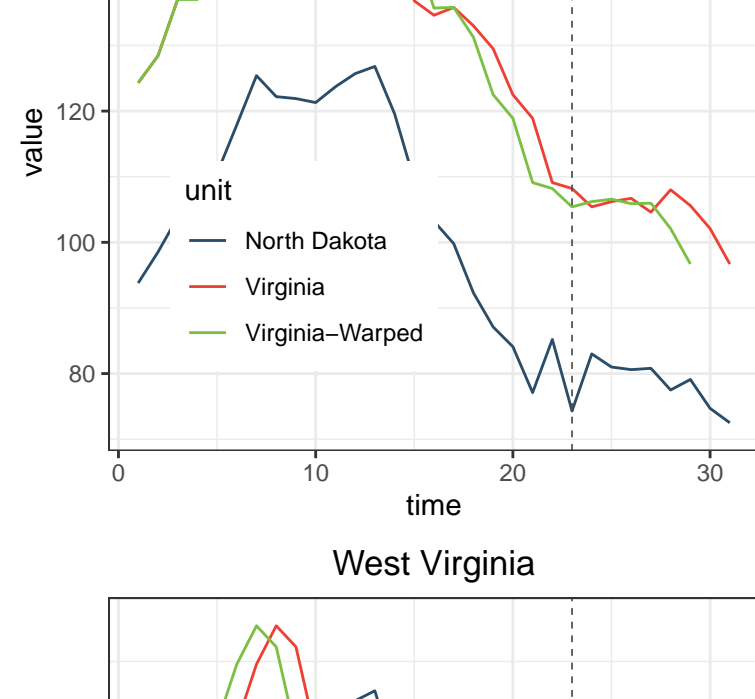 value
120
100
80
unit
North Dakota
Virginia
Virginia−Warped
0 10 20 30
time
West Virginia